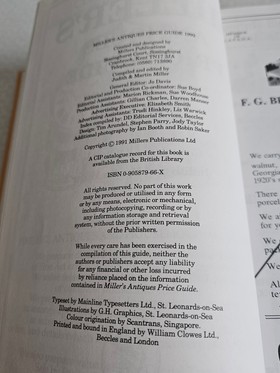 MILLER'S ANTIQUES PRICE GUIDE 1992
Created and designed by
Millers Publications
Sissinghurst Court, Sissinghurst
Cranbrook, Kent TN17 2JA
Compiled and edited by
Judith & Martin Miller
General Editor: Jo Davis
Editorial and Production Co-ordinator: Sue Boyd
Editorial Assistants: Marion Rickman, Sue Woodhouse
Production Assistants: Gillian Charles, Darren Manser
Advertising Executive: Elizabeth Smith
Advertising Assistants: Trudi Hinkley, Liz Warwick
Index compiled by: DD Editorial Services, Beccles
Design: Tim Arundel, Stephen Parry, Jody Taylor
Additional photography by Ian Booth and Robin Saker
Copyright © 1991 Millers Publications Ltd
A CIP catalogue record for this book is
available from the British Library
ISBN 0-905879-66-X
All rights reserved. No part of this work
may be produced or utilised in any form
or by any means, electronic or mechanical,
including photocopying, recording or by
any information storage and retrieval
system, without the prior written permission
of the Publishers.
While every care has been exercised in the
compilation of this guide, neither the
authors or publishers accept any liability
for any financial or other loss incurred
by reliance placed on the information
contained in Miller's Antiques Price Guide.
Typeset by Mainline Typesetters Ltd., St. Leonards-on-Sea
Illustrations by G.H. Graphics, St. Leonards-on-Sea
Colour origination by Scantrans, Singapore.
Printed and bound in England by William Clowes Ltd.,
Beccles and London
F. G. B
We carry
walnut,
Georgia
1920's
There
porcel